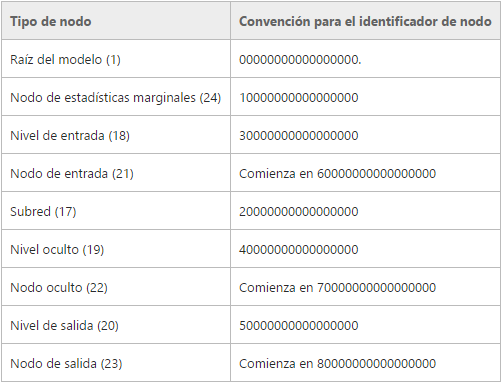 Tipo de nodo Convención para el identificador de nodo
Raíz del modelo (1) 00000000000000000.
Nodo de estadísticas marginales (24) 10000000000000000
Nivel de entrada (18) 30000000000000000
Nodo de entrada (21) Comienza en 60000000000000000
Subred (17) 20000000000000000
Nivel oculto (19) 40000000000000000
Nodo oculto (22) Comienza en 70000000000000000
Nivel de salida (20) 50000000000000000
Nodo de salida (23) Comienza en 80000000000000000